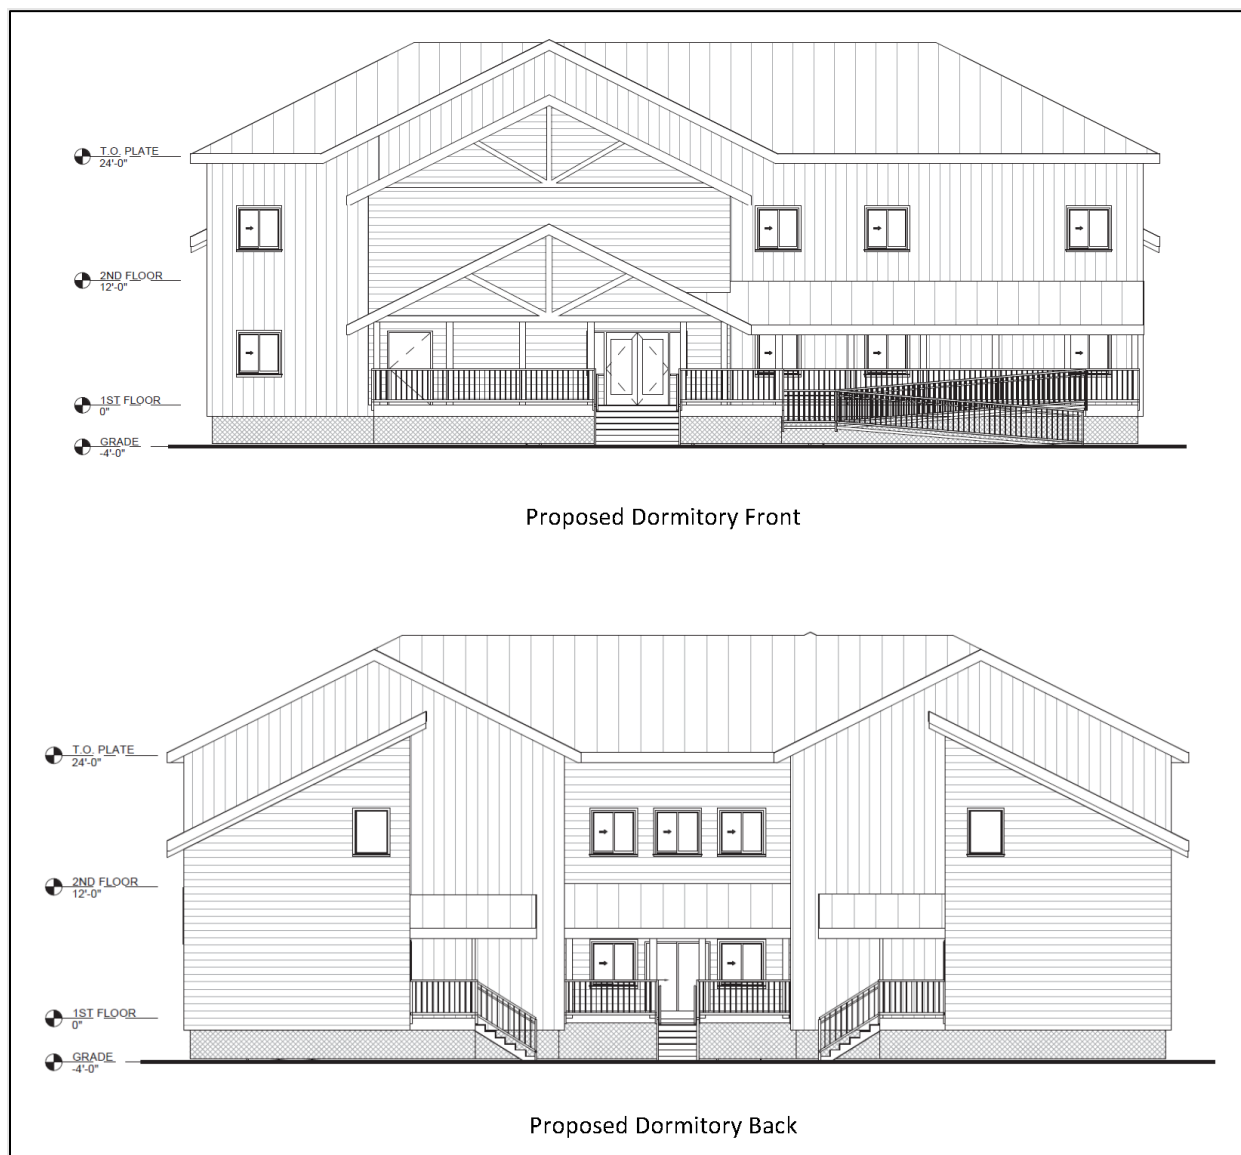 T.O. PLATE
24'-0"
2ND FLOOR
12'-0"
1ST FLOOR
0"
GRADE
-4'-0"
Proposed Dormitory Front
T.O. PLATE
24'-0"
2ND FLOOR
12'-0"
1ST FLOOR
0"
GRADE
-4'-0"
Proposed Dormitory Back